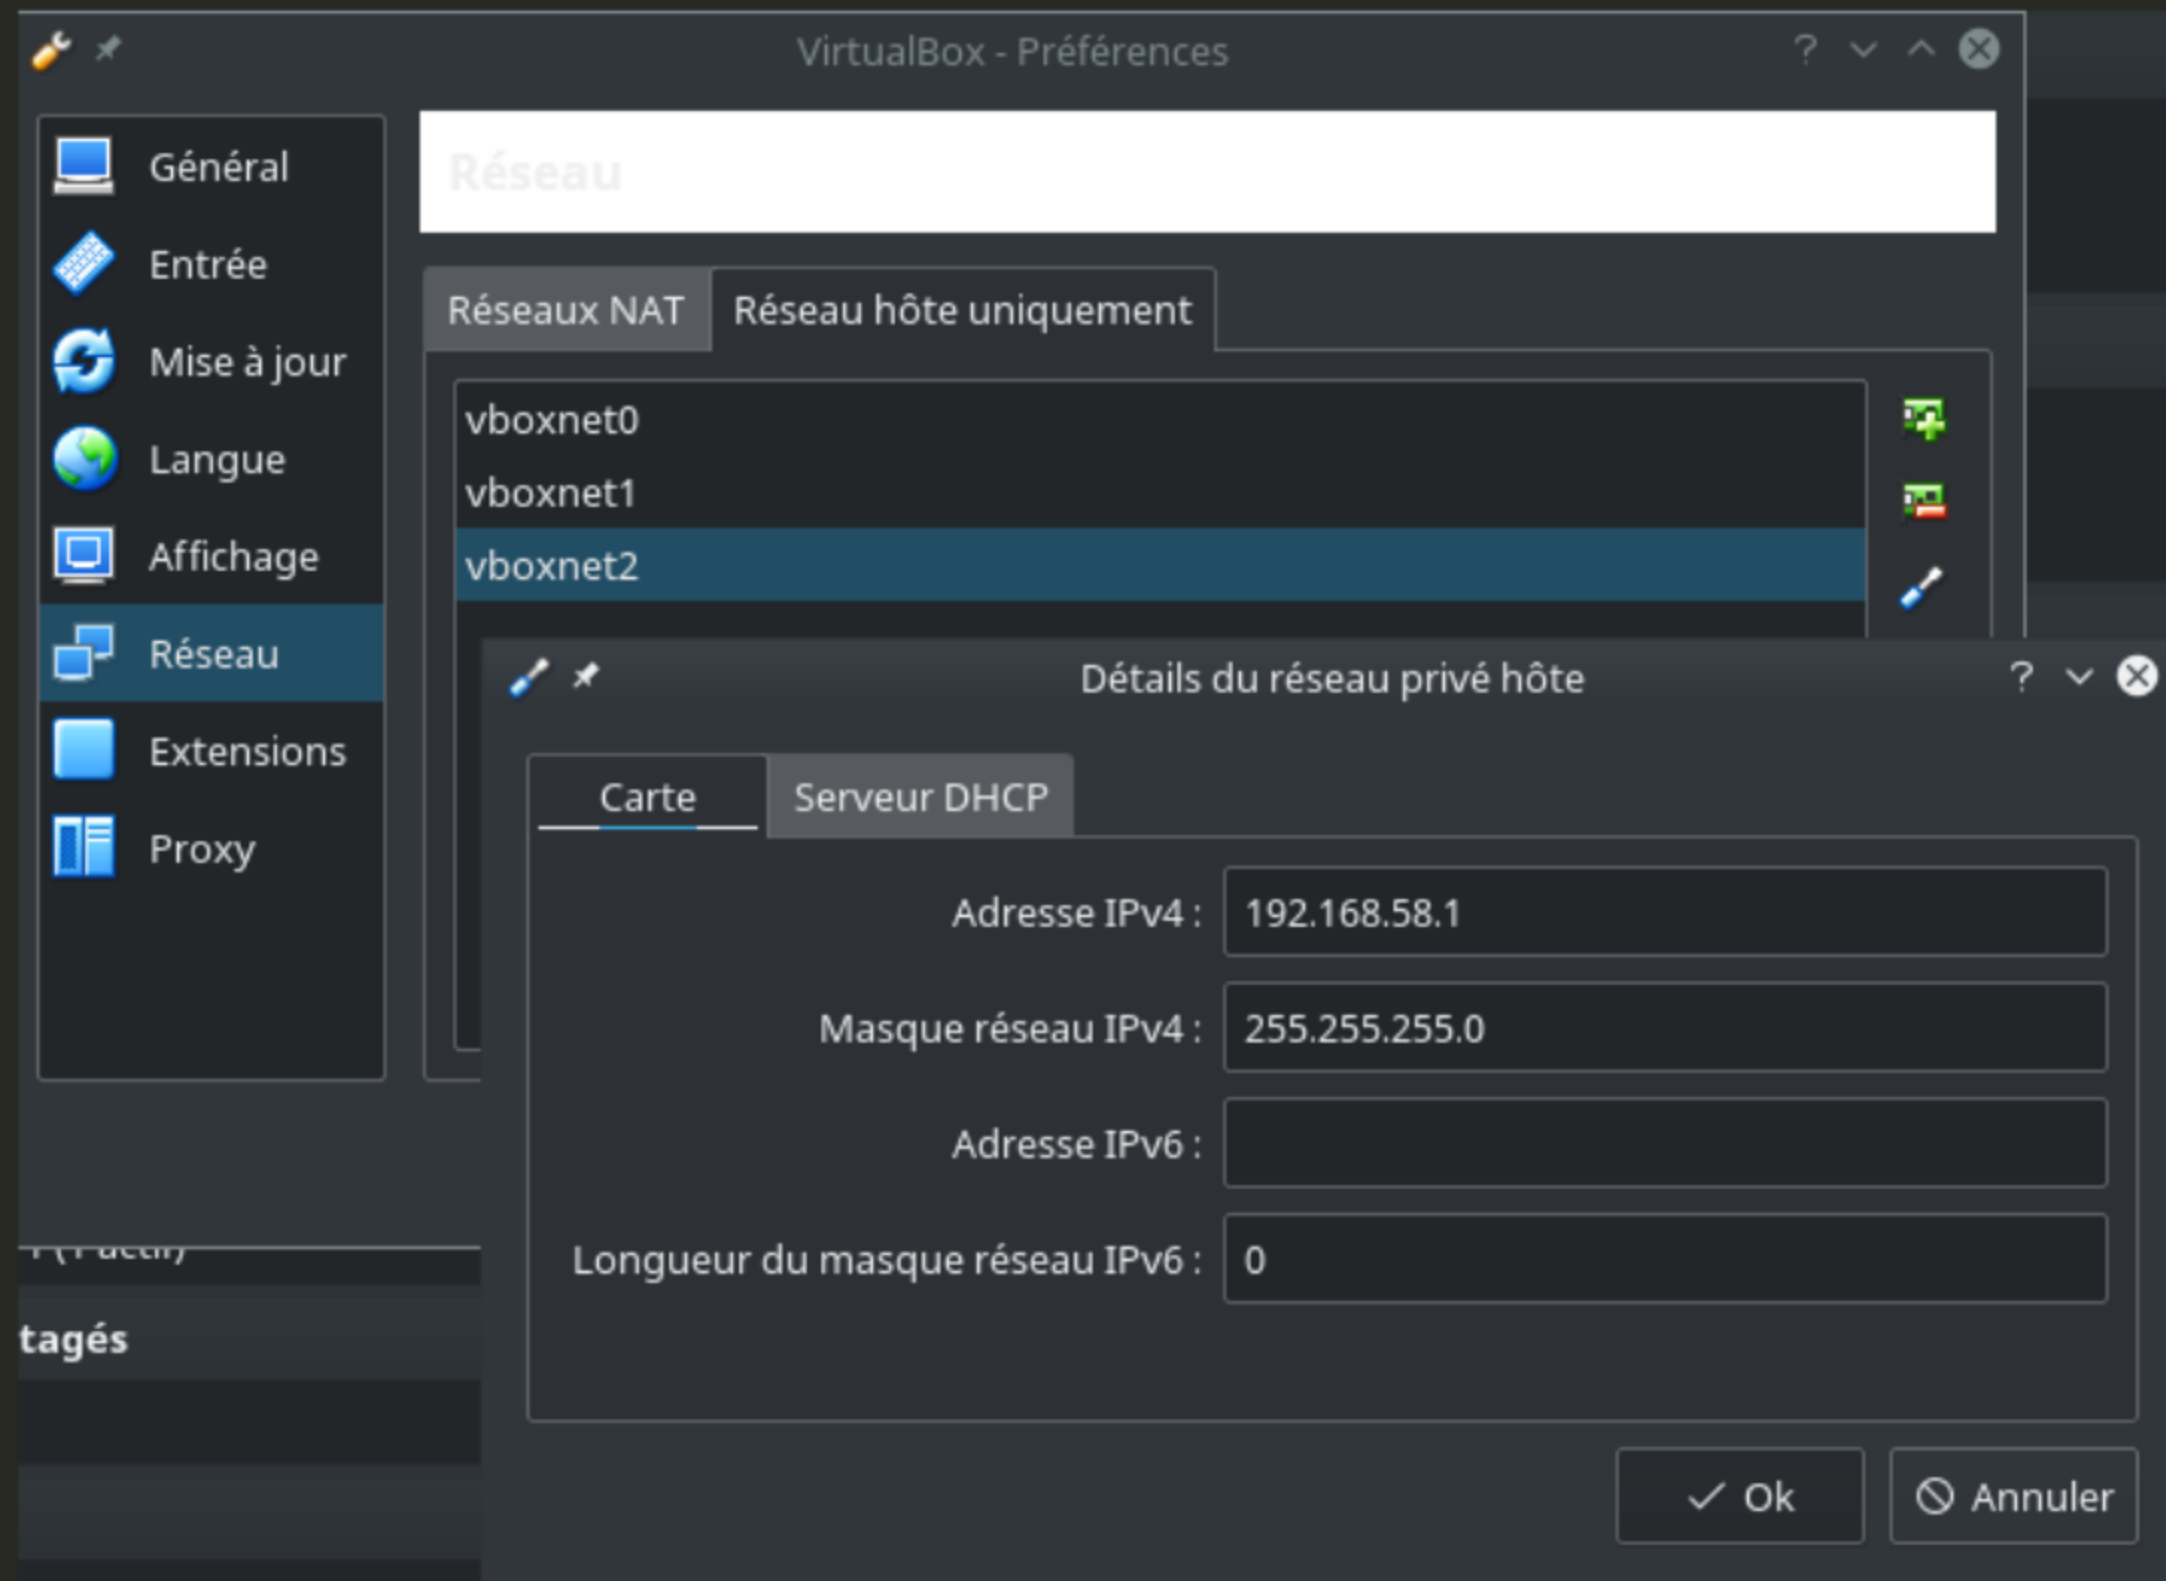 VirtualBox - Préférences
Général
Entrée
Mise à jour
Langue
Affichage
Réseau
Extensions
Proxy
Réseau
Réseaux NAT
Réseau hôte uniquement
vboxnet0
vboxnet1
vboxnet2
Détails du réseau privé hôte
Carte
Serveur DHCP
Adresse IPv4 : 192.168.58.1
Masque réseau IPv4 : 255.255.255.0
Adresse IPv6 :
Longueur du masque réseau IPv6 : 0
Ok
Annuler
tagés